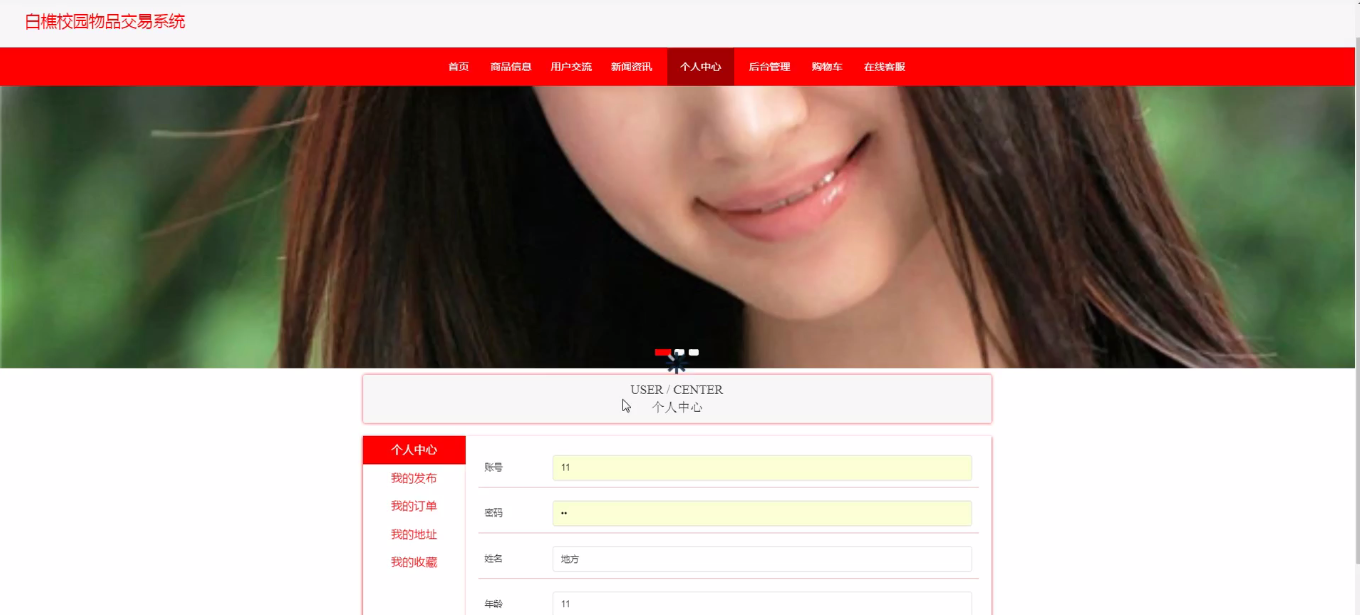 白樵校园物品交易系统
首页 商品信息 用户交流 新闻资讯 个人中心 后台管理 购物车 在线客服
USER / CENTER
个人中心
个人中心
我的发布
我的订单
我的地址
我的收藏
账号 11
密码 ••
姓名 地方
年龄 11